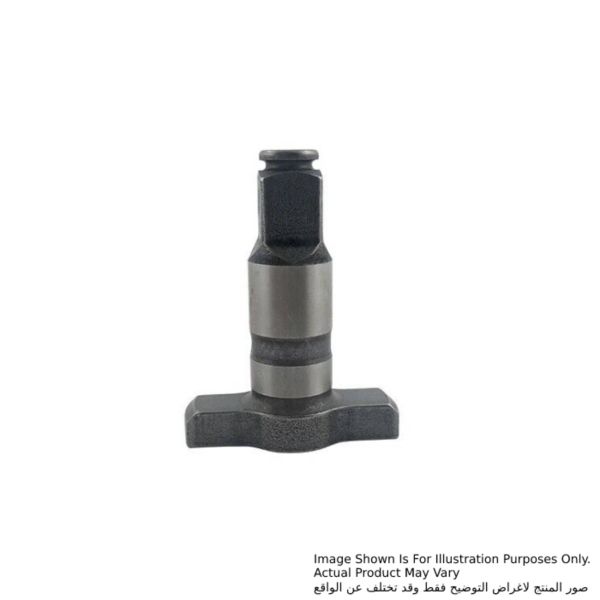 Image Shown Is For Illustration Purposes Only.
Actual Product May Vary
صور المنتج لاغراض التوضيح فقط وقد تختلف عن الواقع